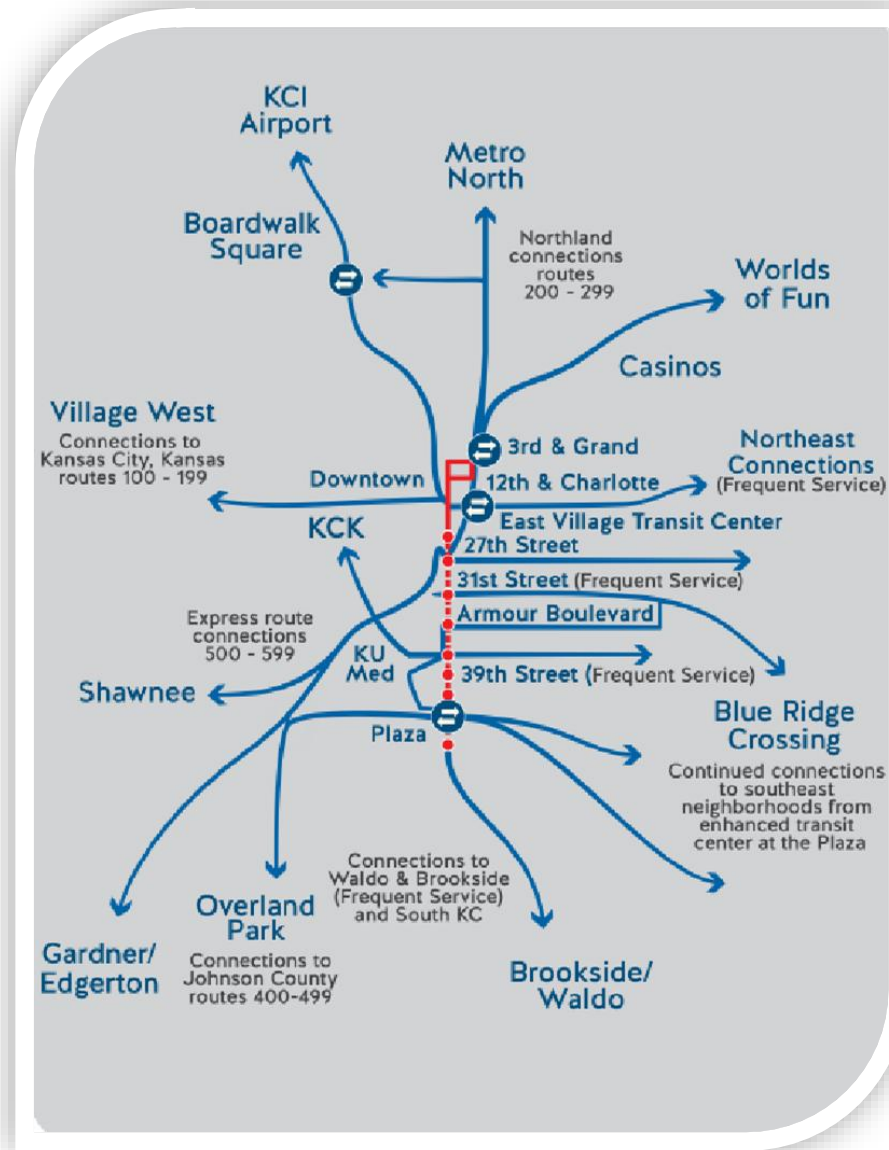 KCI
Airport
Metro
North
Boardwalk
Square
Northland
connections
routes
200 - 299
Worlds
of Fun
Casinos
Village West
Connections to
Kansas City, Kansas
routes 100 - 199
3rd & Grand
Northeast
Connections
(Frequent Service)
Downtown
12th & Charlotte
East Village Transit Center
KCK
27th Street
31st Street (Frequent Service)
Armour Boulevard
Express route
connections
500 - 599
KU
Med
39th Street (Frequent Service)
Shawnee
Plaza
Blue Ridge
Crossing
Continued connections
to southeast
neighborhoods from
enhanced transit
center at the Plaza
Connections to
Waldo & Brookside
(Frequent Service)
and South KC
Overland
Park
Connections to
Johnson County
routes 400-499
Gardner/
Edgerton
Brookside/
Waldo